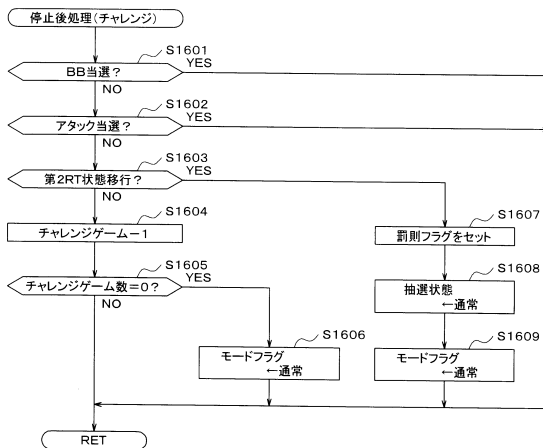 停止後処理(チャレンジ)
S1601
BB当選?
YES
NO
S1602
アタック当選?
YES
NO
S1603
第2RT状態移行?
YES
NO
S1604
チャレンジゲーム－1
S1605
チャレンジゲーム数=0?
YES
NO
S1606
モードフラグ
←通常
S1607
罰則フラグをセット
S1608
抽選状態
←通常
S1609
モードフラグ
←通常
RET